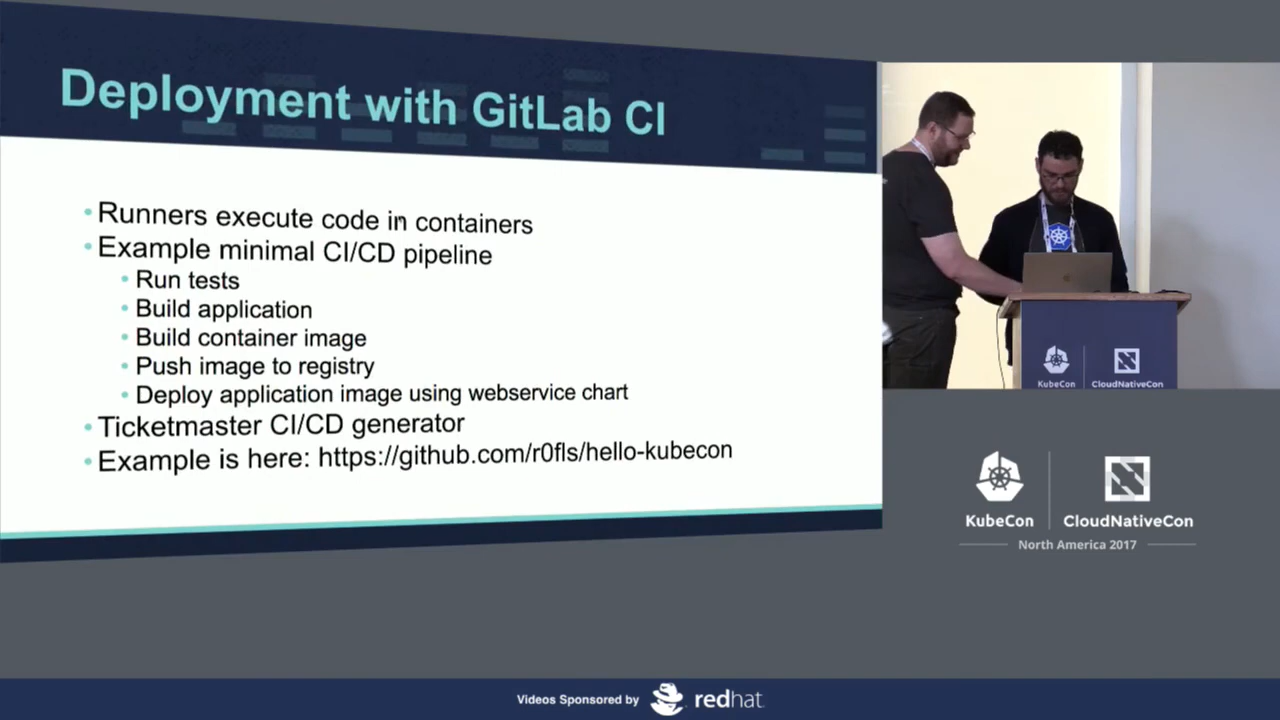 Deployment with GitLab CI
• Runners execute code in containers
• Example minimal CI/CD pipeline
• Run tests
• Build application
• Build container image
• Push image to registry
• Deploy application image using webservice chart
• Ticketmaster CI/CD generator
• Example is here: https://github.com/r0fls/hello-kubecon
KubeCon CloudNativeCon
KubeCon CloudNativeCon
North America 2017
Videos Sponsored by redhat